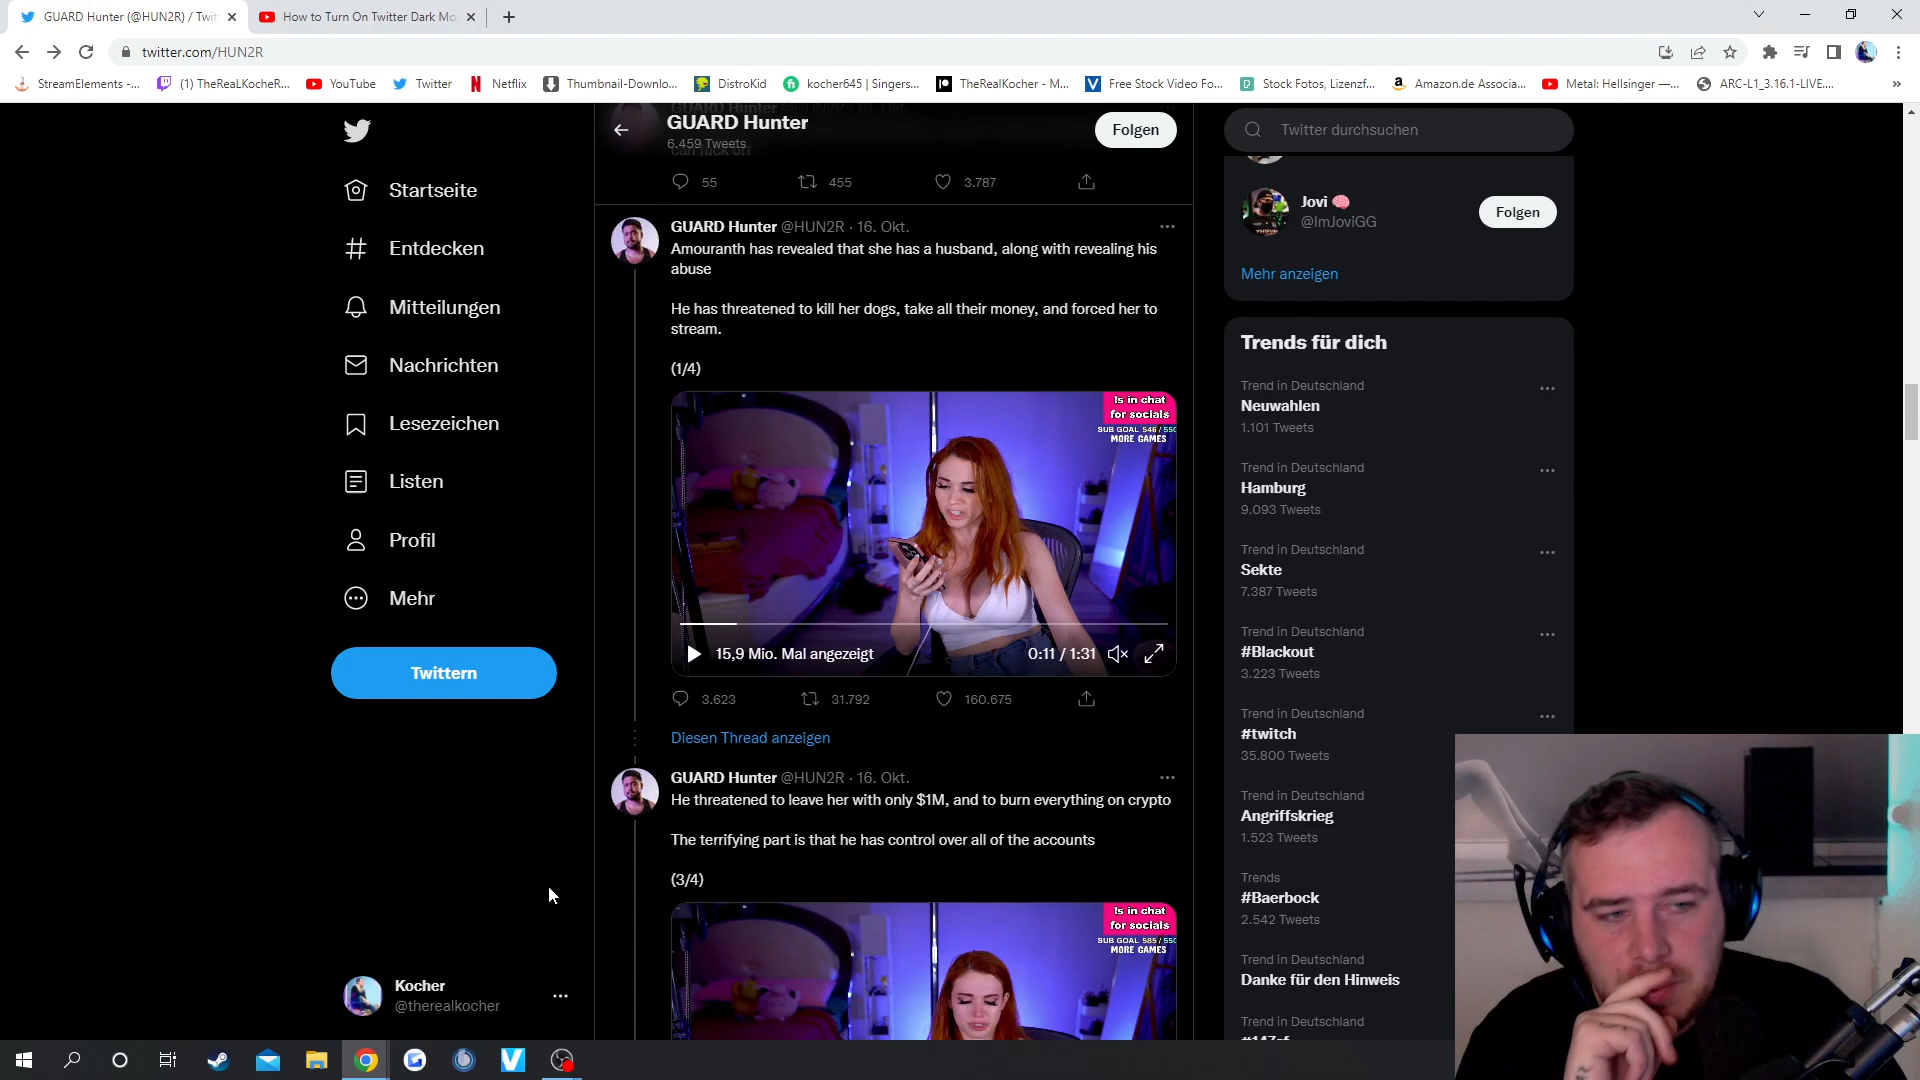 GUARD Hunter (@HUN2R) / Twit
How to Turn On Twitter Dark Mo
twitter.com/HUN2R
StreamElements -...
(1) TheReaLKocheR...
YouTube
Twitter
Netflix
Thumbnail-Downlo...
DistroKid
kocher645 | Singers...
TheRealKocher - M...
Free Stock Video Fo...
Stock Fotos, Lizenzf...
Amazon.de Associa...
Metal: Hellsinger —...
ARC-L1_3.16.1-LIVE....
»
Startseite
Entdecken
Mitteilungen
Nachrichten
Lesezeichen
Listen
Profil
Mehr
Twittern
Kocher
@therealkocher
GUARD Hunter
6.459 Tweets
Folgen
can fuck off
55
455
3.787
GUARD Hunter @HUN2R · 16. Okt.
Amouranth has revealed that she has a husband, along with revealing his
abuse
He has threatened to kill her dogs, take all their money, and forced her to
stream.
(1/4)
!s in chat
for socials
SUB GOAL 546 / 550
MORE GAMES
15,9 Mio. Mal angezeigt
0:11 / 1:31
3.623
31.792
160.675
Diesen Thread anzeigen
GUARD Hunter @HUN2R · 16. Okt.
He threatened to leave her with only $1M, and to burn everything on crypto
The terrifying part is that he has control over all of the accounts
(3/4)
!s in chat
for socials
SUB GOAL 585 / 550
MORE GAMES
Twitter durchsuchen
Jovi
@ImJoviGG
Folgen
Mehr anzeigen
Trends für dich
Trend in Deutschland
Neuwahlen
1.101 Tweets
Trend in Deutschland
Hamburg
9.093 Tweets
Trend in Deutschland
Sekte
7.387 Tweets
Trend in Deutschland
#Blackout
3.223 Tweets
Trend in Deutschland
#twitch
35.800 Tweets
Trend in Deutschland
Angriffskrieg
1.523 Tweets
Trends
#Baerbock
2.542 Tweets
Trend in Deutschland
Danke für den Hinweis
Trend in Deutschland